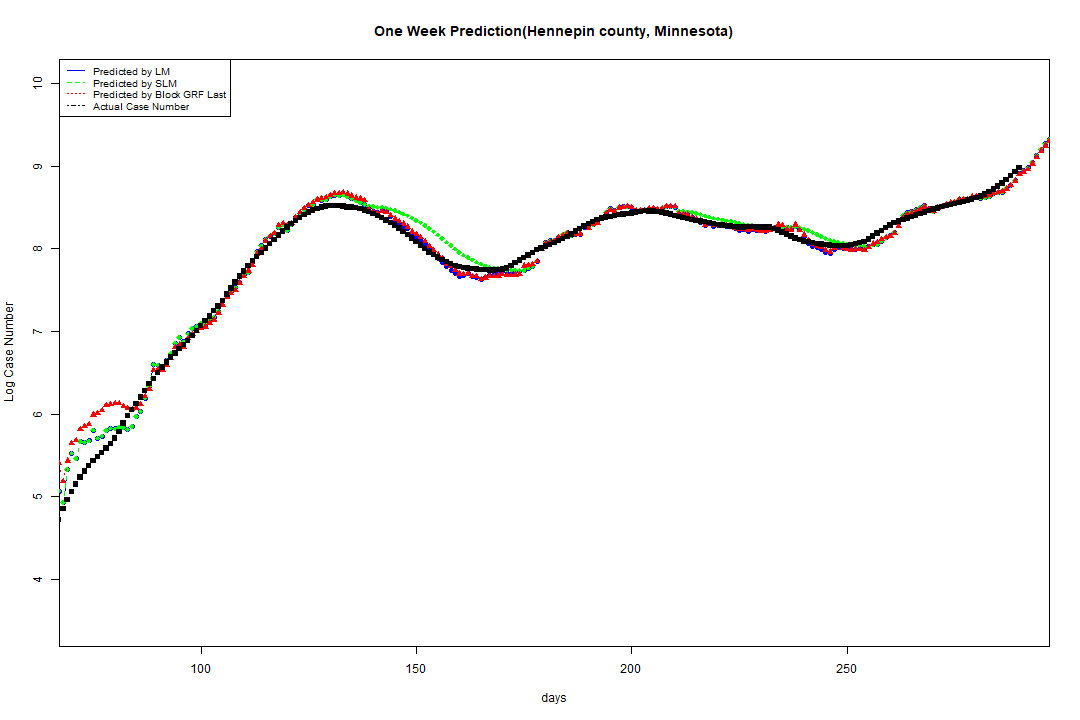 One Week Prediction(Hennepin county, Minnesota)
Predicted by LM
Predicted by SLM
Predicted by Block GRF Last
Actual Case Number
10
9
8
7
6
5
4
Log Case Number
100 150 200 250
days